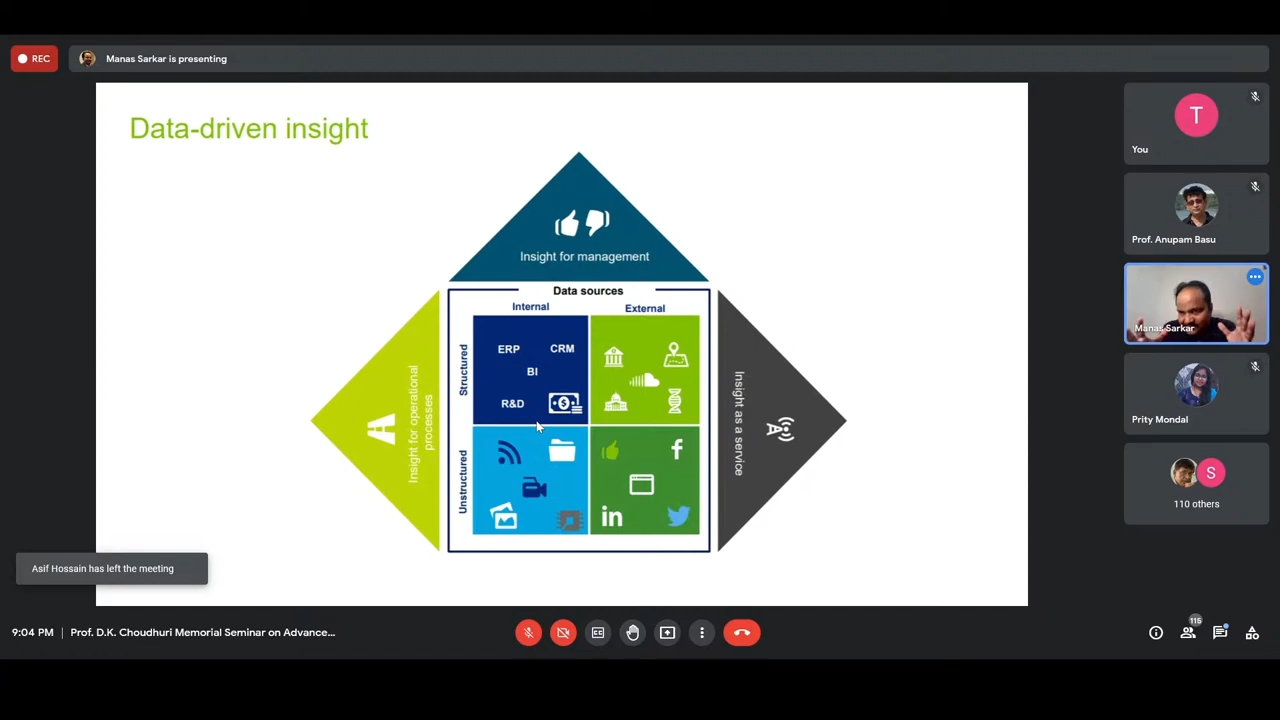 REC
Manas Sarkar is presenting
Data-driven insight
Insight for management
Data sources
Internal
External
Structured
ERP
CRM
BI
R&D
Unstructured
Insight for operational
processes
Insight as a service
T
You
Prof. Anupam Basu
Manas Sarkar
Prity Mondal
S
110 others
Asif Hossain has left the meeting
9:04 PM
Prof. D.K. Choudhuri Memorial Seminar on Advance...
116